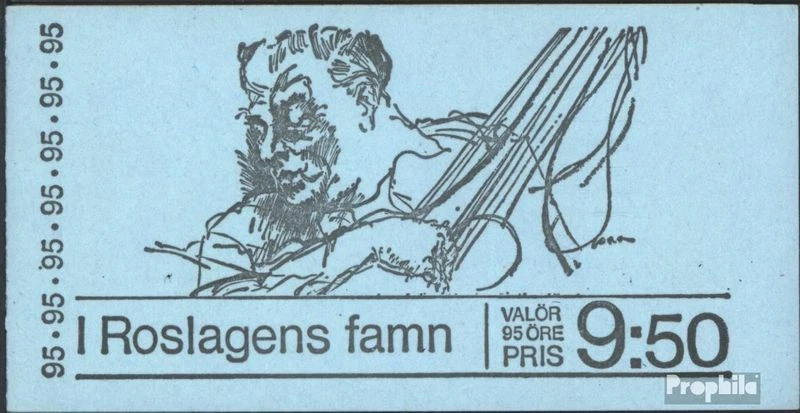 95·95·95·95·95·95·95
I Roslagens famn
VALÖR
95 ÖRE
PRIS
9:50
Prophila